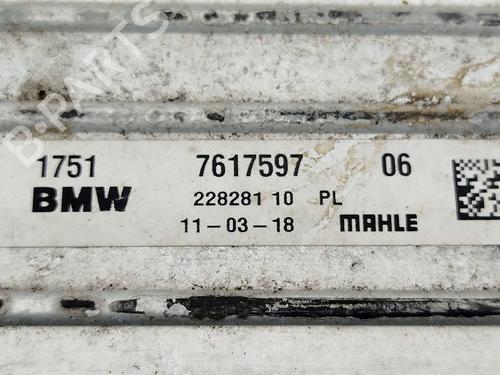 B-PARTS
1751 7617597 06
BMW 228281 10 PL
11-03-18 MAHLE